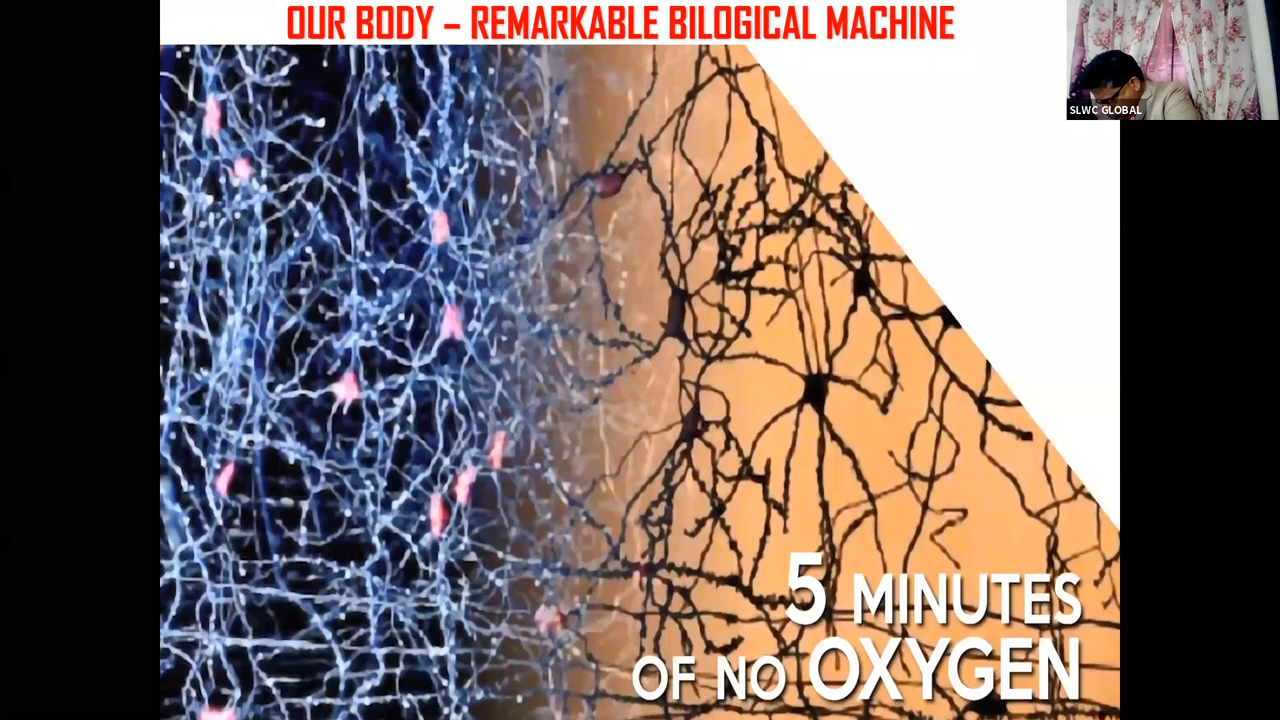 OUR BODY – REMARKABLE BILOGICAL MACHINE
SLWC GLOBAL
5 MINUTES
OF NO OXYGEN